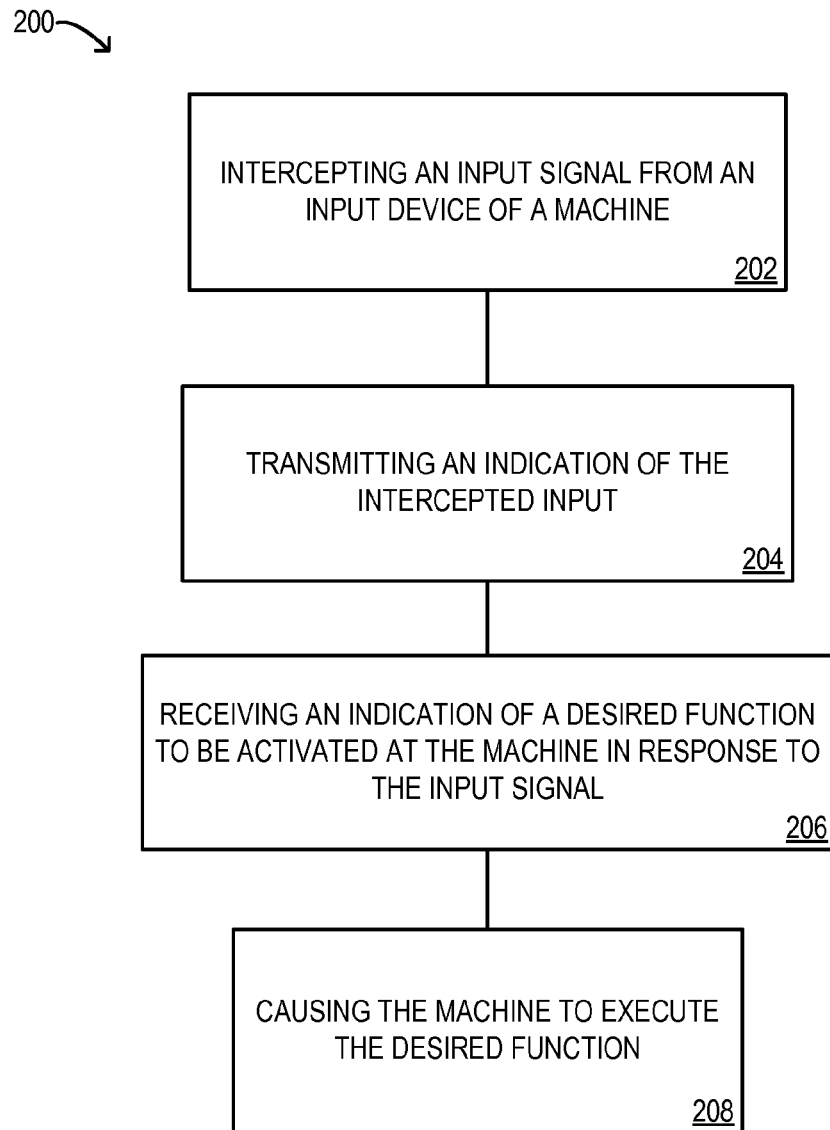 200
INTERCEPTING AN INPUT SIGNAL FROM AN
INPUT DEVICE OF A MACHINE
202
TRANSMITTING AN INDICATION OF THE
INTERCEPTED INPUT
204
RECEIVING AN INDICATION OF A DESIRED FUNCTION
TO BE ACTIVATED AT THE MACHINE IN RESPONSE TO
THE INPUT SIGNAL
206
CAUSING THE MACHINE TO EXECUTE
THE DESIRED FUNCTION
208